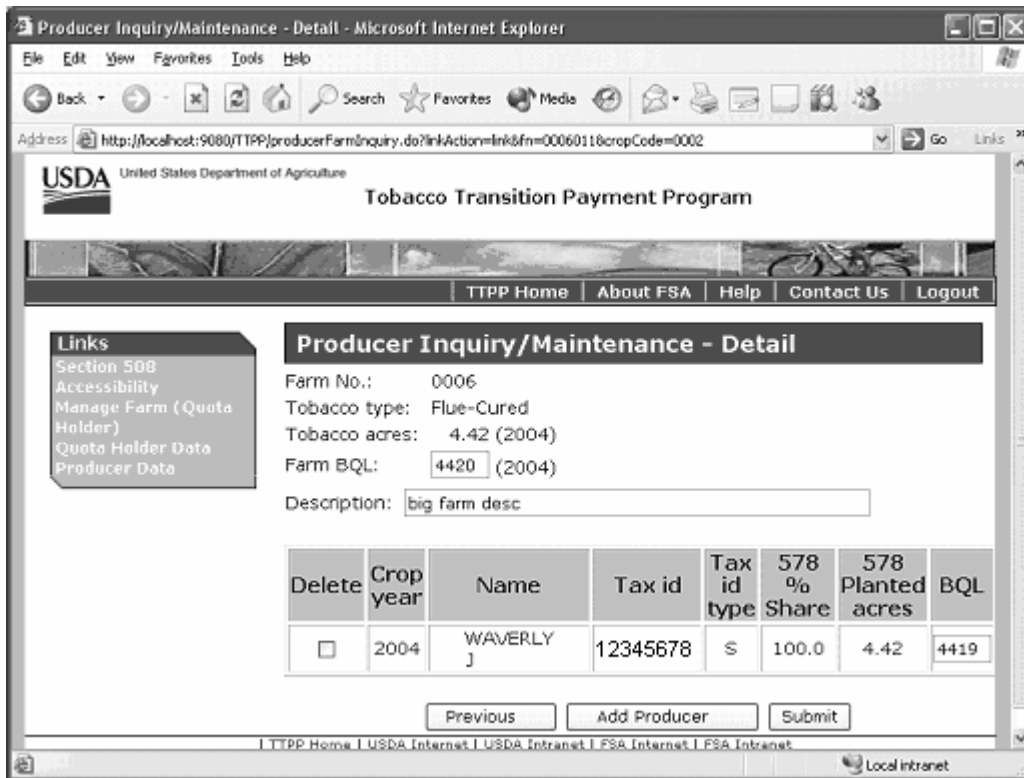 Producer Inquiry/Maintenance - Detail - Microsoft Internet Explorer
File Edit View Favorites Tools Help
Back Search Favorites Media
Address http://localhost:9080/TTPP/producerFarmInquiry.do?linkAction=link&fn=0006011&cropCode=0002 Go Links »
USDA United States Department of Agriculture
Tobacco Transition Payment Program
TTPP Home | About FSA | Help | Contact Us | Logout
Links
Section 508
Accessibility
Manage Farm (Quota
Holder)
Quota Holder Data
Producer Data
Producer Inquiry/Maintenance - Detail
Farm No.: 0006
Tobacco type: Flue-Cured
Tobacco acres: 4.42 (2004)
Farm BQL: 4420 (2004)
Description: big farm desc
Delete Crop year Name Tax id Tax id type 578 % Share 578 Planted acres BQL
2004 WAVERLY J 12345678 S 100.0 4.42 4419
Previous Add Producer Submit
| TTPP Home | USDA Internet | USDA Intranet | FSA Internet | FSA Intranet
Local intranet